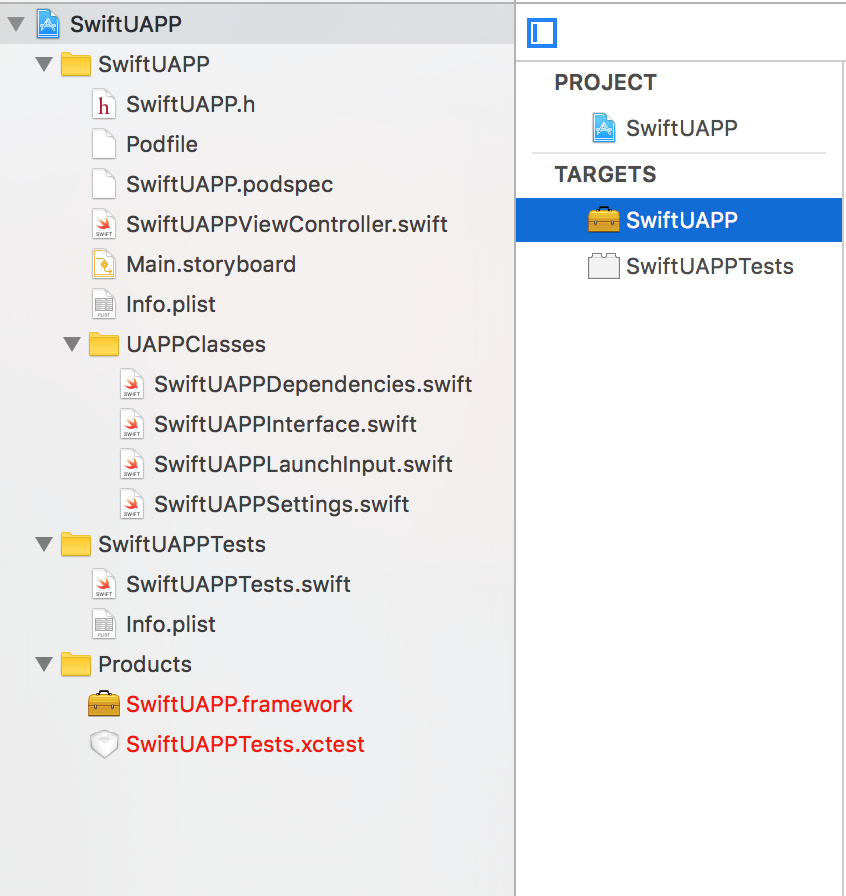 SwiftUAPP
SwiftUAPP
SwiftUAPP.h
Podfile
SwiftUAPP.podspec
SwiftUAPPViewController.swift
Main.storyboard
Info.plist
UAPPClasses
SwiftUAPPDependencies.swift
SwiftUAPPInterface.swift
SwiftUAPPLaunchInput.swift
SwiftUAPPSettings.swift
SwiftUAPPTests
SwiftUAPPTests.swift
Info.plist
Products
SwiftUAPP.framework
SwiftUAPPTests.xctest
PROJECT
SwiftUAPP
TARGETS
SwiftUAPP
SwiftUAPPTests